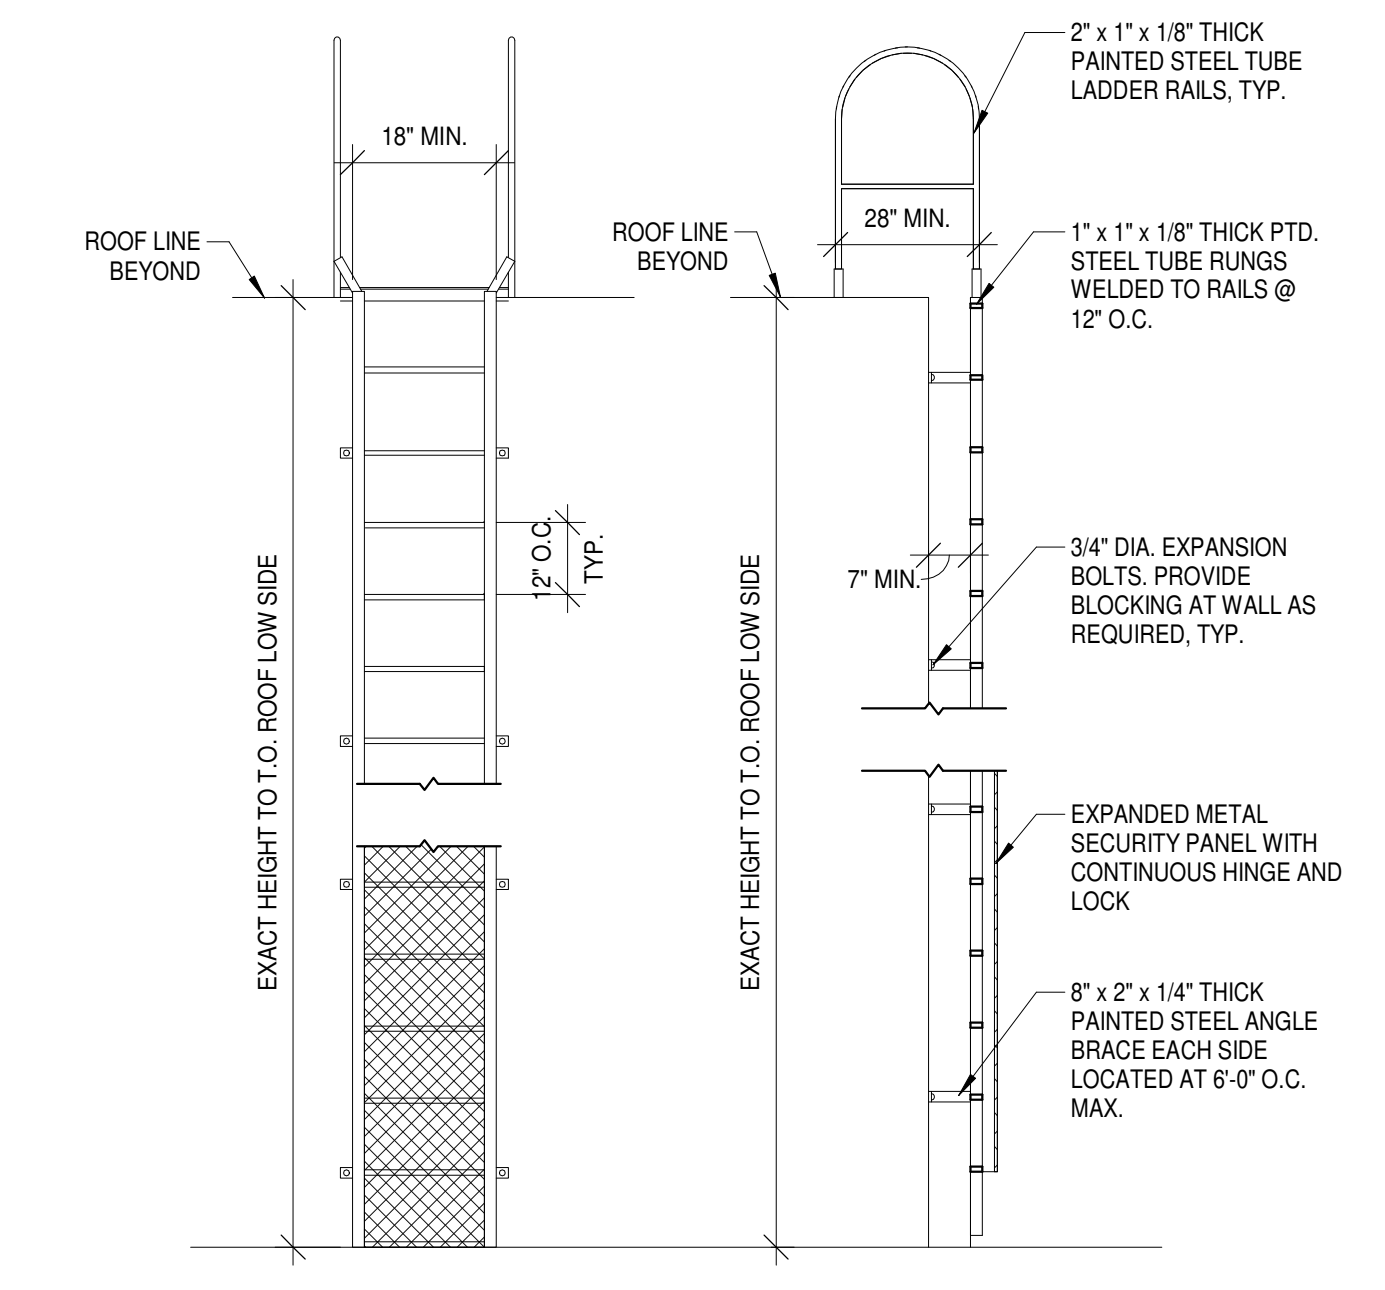 18" MIN.
ROOF LINE
BEYOND
EXACT HEIGHT TO T.O. ROOF LOW SIDE
12" O.C.
TYP.
ROOF LINE
BEYOND
28" MIN.
EXACT HEIGHT TO T.O. ROOF LOW SIDE
7" MIN.
2" x 1" x 1/8" THICK
PAINTED STEEL TUBE
LADDER RAILS, TYP.
1" x 1" x 1/8" THICK PTD.
STEEL TUBE RUNGS
WELDED TO RAILS @
12" O.C.
3/4" DIA. EXPANSION
BOLTS. PROVIDE
BLOCKING AT WALL AS
REQUIRED, TYP.
EXPANDED METAL
SECURITY PANEL WITH
CONTINUOUS HINGE AND
LOCK
8" x 2" x 1/4" THICK
PAINTED STEEL ANGLE
BRACE EACH SIDE
LOCATED AT 6'-0" O.C.
MAX.